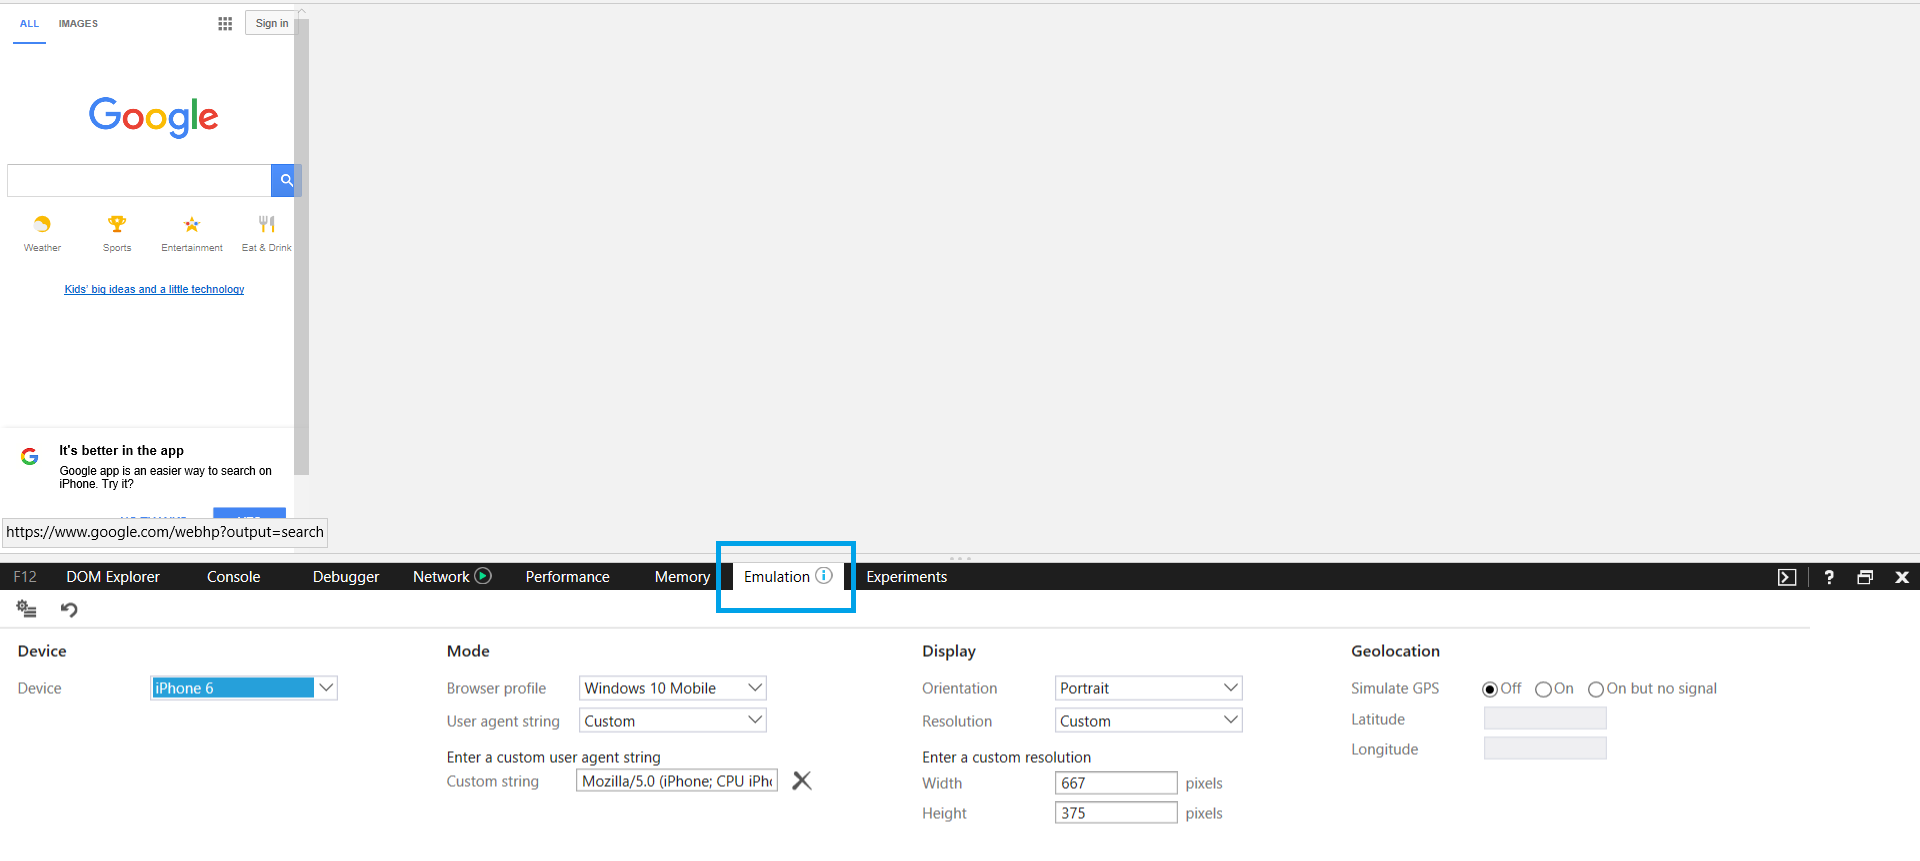 ALL IMAGES Sign in
Google
Weather Sports Entertainment Eat & Drink
Kids' big ideas and a little technology
It's better in the app
Google app is an easier way to search on
iPhone. Try it?
https://www.google.com/webhp?output=search
F12 DOM Explorer Console Debugger Network Performance Memory Emulation Experiments ?
Device Mode Display Geolocation
Device iPhone 6 Browser profile Windows 10 Mobile Orientation Portrait Simulate GPS Off On On but no signal
User agent string Custom Resolution Custom Latitude
Longitude
Enter a custom user agent string Enter a custom resolution
Custom string Mozilla/5.0 (iPhone; CPU iPh Width 667 pixels
Height 375 pixels